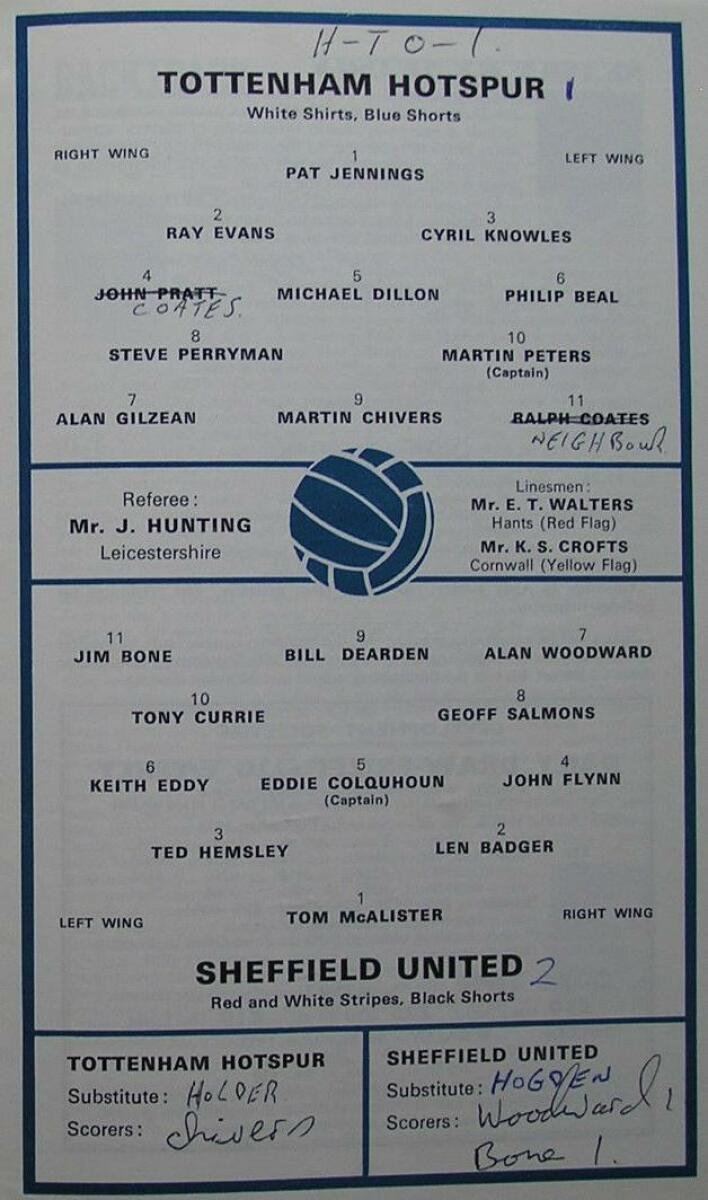 H-T 0-1.
TOTTENHAM HOTSPUR 1
White Shirts, Blue Shorts
RIGHT WING
LEFT WING
1
PAT JENNINGS
2 3
RAY EVANS CYRIL KNOWLES
4 5 6
JOHN PRATT MICHAEL DILLON PHILIP BEAL
COATES.
8 10
STEVE PERRYMAN MARTIN PETERS
(Captain)
7 9 11
ALAN GILZEAN MARTIN CHIVERS RALPH COATES
NEIGHBOUR
Referee:
Mr. J. HUNTING
Leicestershire
Linesmen:
Mr. E. T. WALTERS
Hants (Red Flag)
Mr. K. S. CROFTS
Cornwall (Yellow Flag)
11 9 7
JIM BONE BILL DEARDEN ALAN WOODWARD
10 8
TONY CURRIE GEOFF SALMONS
6 5 4
KEITH EDDY EDDIE COLQUHOUN JOHN FLYNN
(Captain)
3 2
TED HEMSLEY LEN BADGER
1
TOM McALISTER
LEFT WING
RIGHT WING
SHEFFIELD UNITED 2
Red and White Stripes, Black Shorts
TOTTENHAM HOTSPUR
Substitute: HOLDER
Scorers: Chivers
SHEFFIELD UNITED
Substitute: HOGDEN
Scorers: Woodward 1
Bone 1.